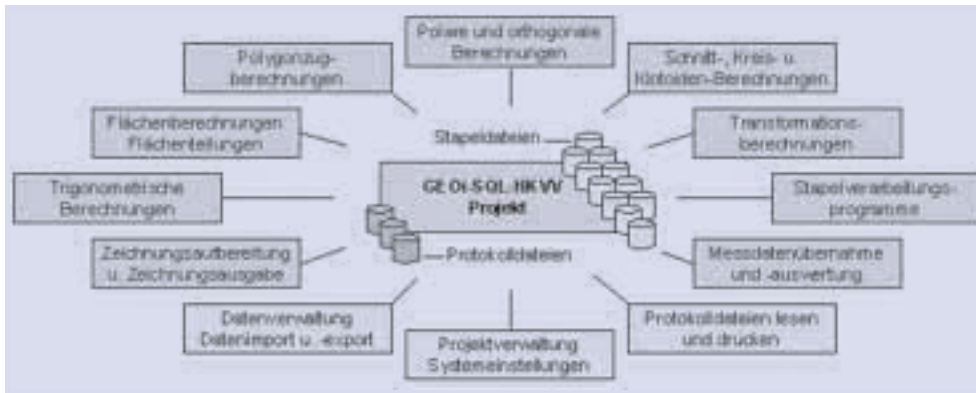 Polare und orthogonale
Berechnungen
Polygonzug-
berechnungen
Schnitt-, Kreis- u.
Klotoiden-Berechnungen
Flächenberechnungen
Flächenteilungen
Stapeldateien
Transformations-
berechnungen
Trigonometrische
Berechnungen
Projekt
Stapelverarbeitungs-
programme
Zeichnungsaufbereitung
u. Zeichnungsausgabe
Protokolldateien
Messdatenübernahme
und -auswertung
Datenverwaltung
Datenimport u. -export
Projektverwaltung
Systemeinstellungen
Protokolldateien lesen
und drucken